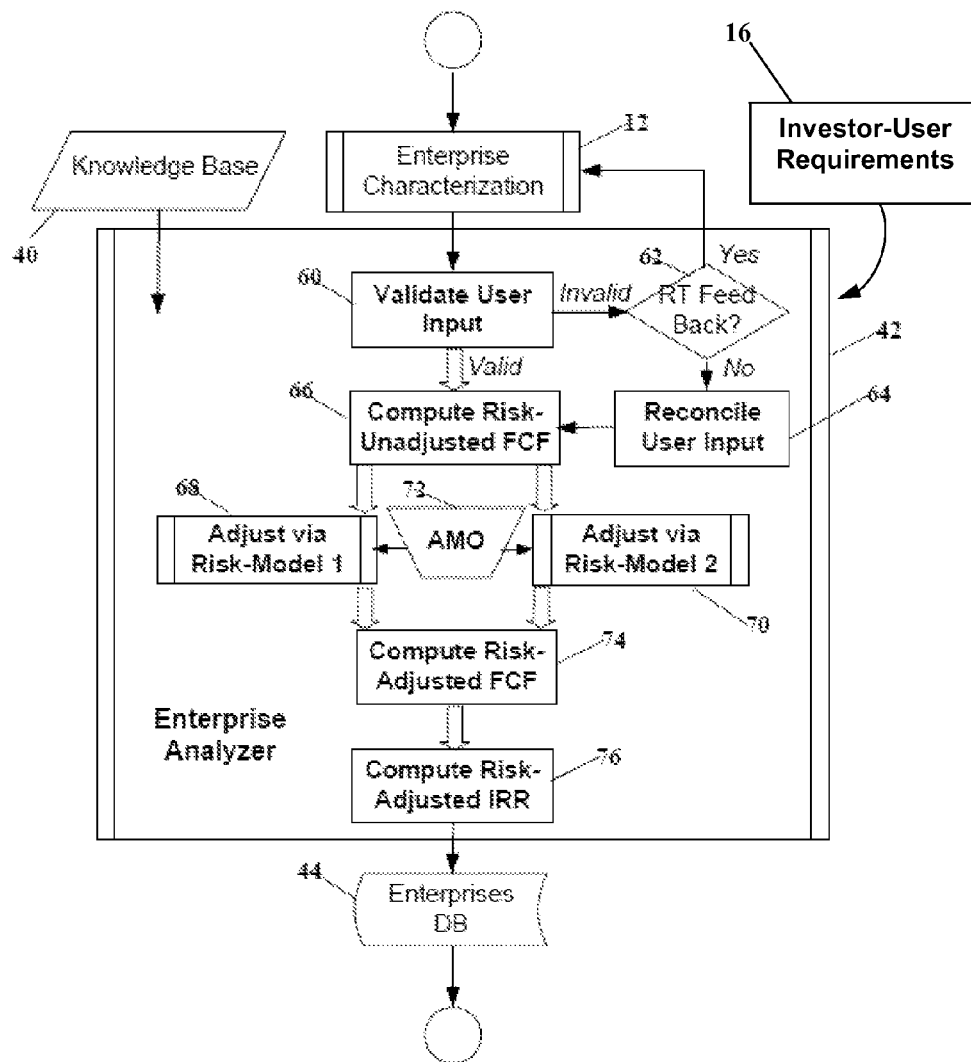 16
Investor-User
Requirements
12
Enterprise
Characterization
Knowledge Base
40
60
Validate User
Input
Invalid
62
Yes
RT Feed
Back?
42
Valid
No
66
Compute Risk-
Unadjusted FCF
Reconcile
User Input
64
68
72
Adjust via
Risk-Model 1
AMO
Adjust via
Risk-Model 2
70
Compute Risk-
Adjusted FCF
74
Enterprise
Analyzer
Compute Risk-
Adjusted IRR
76
44
Enterprises
DB